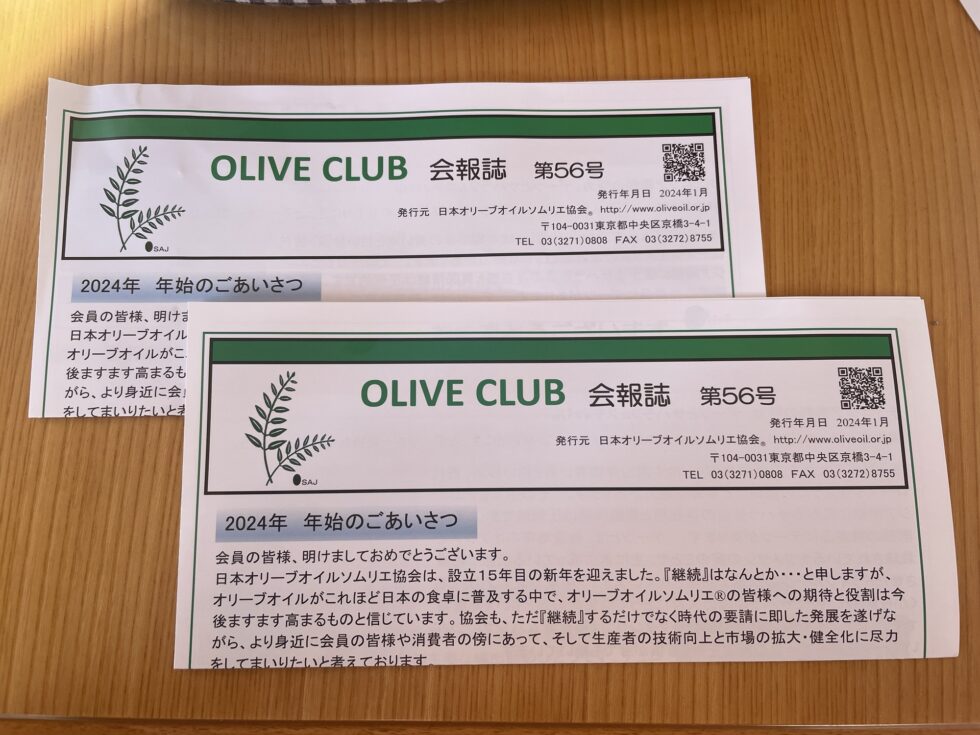 OLIVE CLUB 会報誌 第56号
発行年月日 2024年1月
発行元 日本オリーブオイルソムリエ協会。 http://www.oliveoil.or.jp
〒104-0031東京都中央区京橋3-4-1
TEL 03(3271)0808 FAX 03(3272)8755
SAJ
2024年 年始のごあいさつ
会員の皆様、明けま
日本オリーブオイル
オリーブオイルがこ
後ますます高まるも
がら、より身近に会員
をしてまいりたいと考
OLIVE CLUB 会報誌 第56号
発行年月日 2024年1月
発行元 日本オリーブオイルソムリエ協会。 http://www.oliveoil.or.jp
〒104-0031東京都中央区京橋3-4-1
TEL 03(3271)0808 FAX 03(3272)8755
SAJ
2024年 年始のごあいさつ
会員の皆様、明けましておめでとうございます。
日本オリーブオイルソムリエ協会は、設立15年目の新年を迎えました。『継続』はなんとか・・・と申しますが、
オリーブオイルがこれほど日本の食卓に普及する中で、オリーブオイルソムリエ®の皆様への期待と役割は今
後ますます高まるものと信じています。協会も、ただ『継続』するだけでなく時代の要請に即した発展を遂げな
がら、より身近に会員の皆様や消費者の傍にあって、そして生産者の技術向上と市場の拡大・健全化に尽力
をしてまいりたいと考えております。